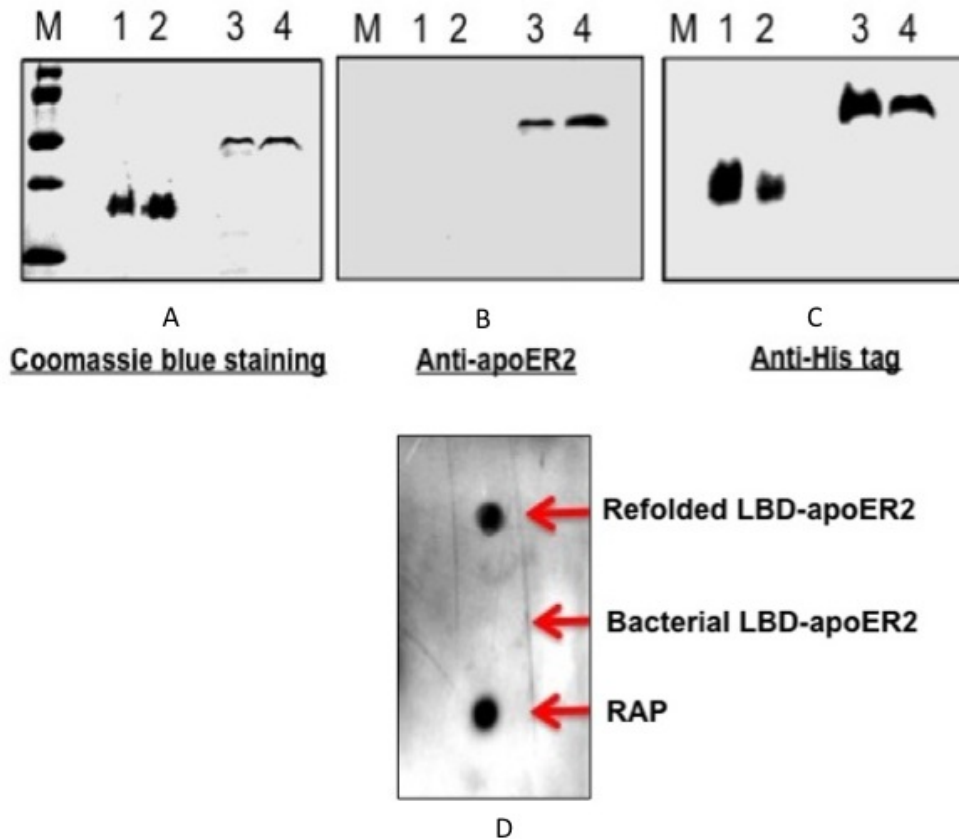 M 1 2 3 4
M 1 2 3 4
M 1 2 3 4
A
B
C
Coomassie blue staining
Anti-apoER2
Anti-His tag
Refolded LBD-apoER2
Bacterial LBD-apoER2
RAP
D